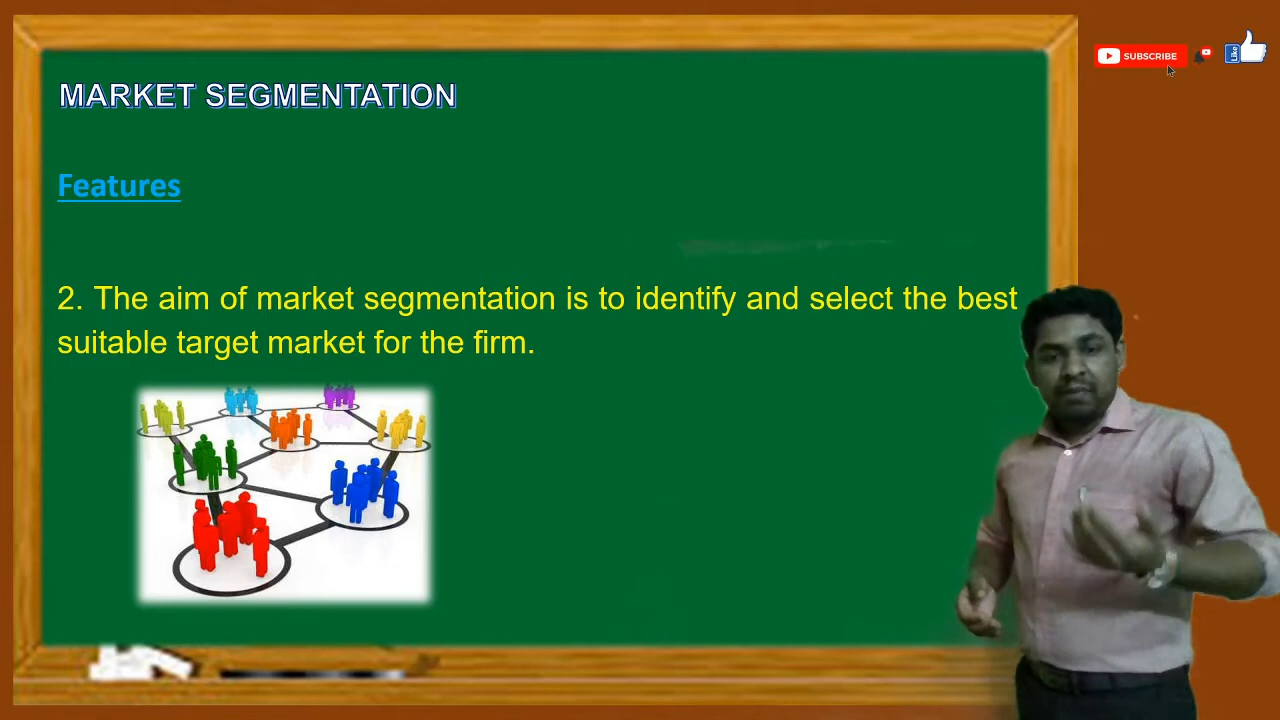 SUBSCRIBE
Like
MARKET SEGMENTATION
Features
2. The aim of market segmentation is to identify and select the best
suitable target market for the firm.